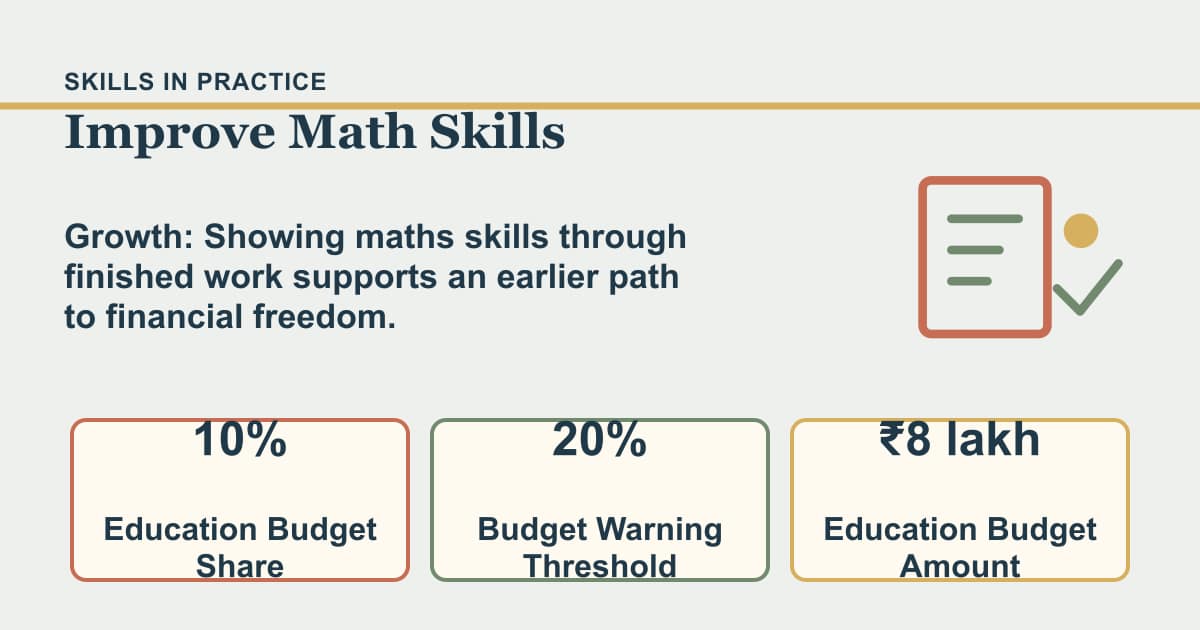 SKILLS IN PRACTICE
Improve Math Skills
Growth: Showing maths skills through
finished work supports an earlier path
to financial freedom.
10%
Education Budget
Share
20%
Budget Warning
Threshold
₹8 lakh
Education Budget
Amount